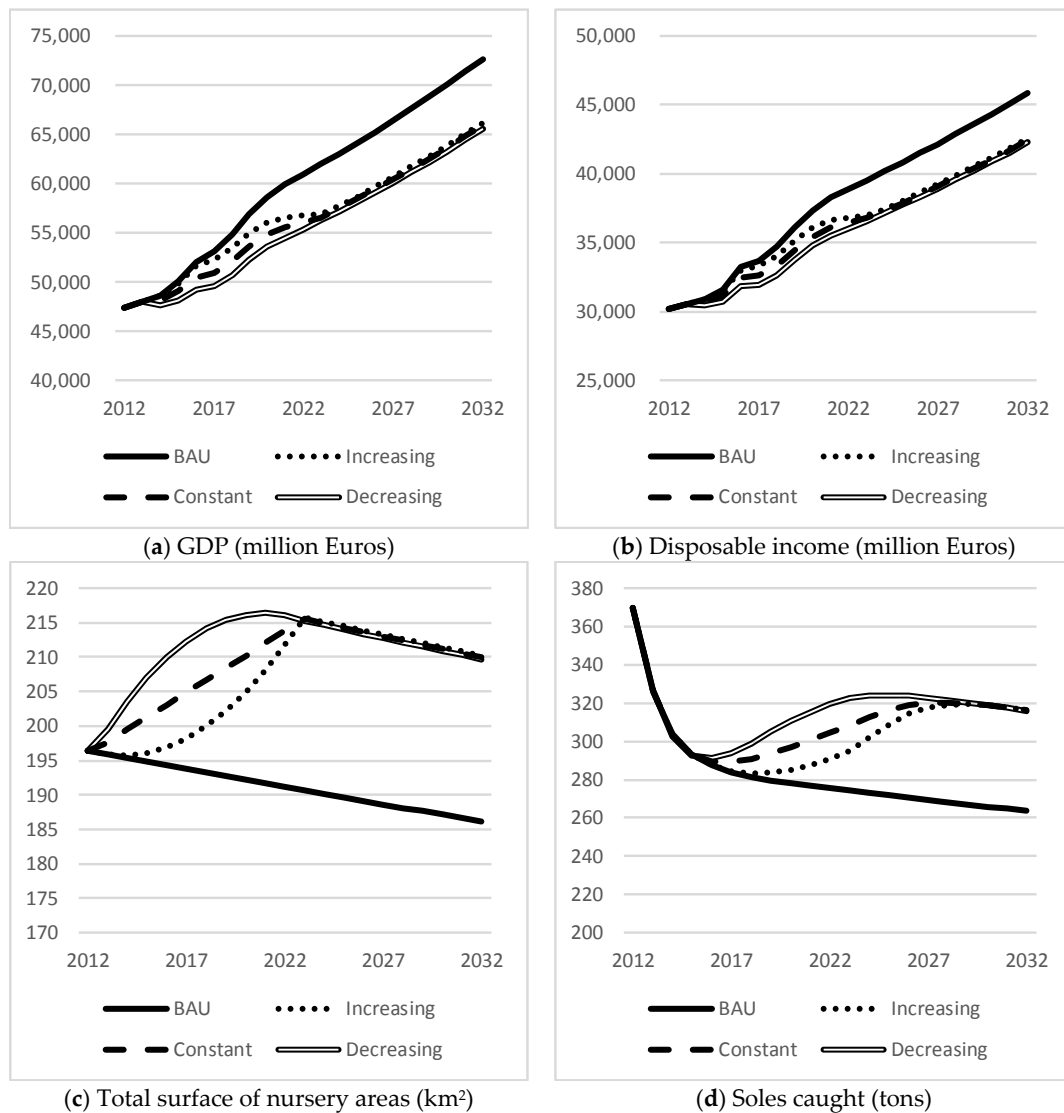 75,000
70,000
65,000
60,000
55,000
50,000
45,000
40,000
2012 2017 2022 2027 2032
BAU Increasing
Constant Decreasing
(a) GDP (million Euros)
50,000
45,000
40,000
35,000
30,000
25,000
2012 2017 2022 2027 2032
BAU Increasing
Constant Decreasing
(b) Disposable income (million Euros)
220
215
210
205
200
195
190
185
180
175
170
2012 2017 2022 2027 2032
BAU Increasing
Constant Decreasing
(c) Total surface of nursery areas (km²)
380
360
340
320
300
280
260
240
220
200
2012 2017 2022 2027 2032
BAU Increasing
Constant Decreasing
(d) Soles caught (tons)